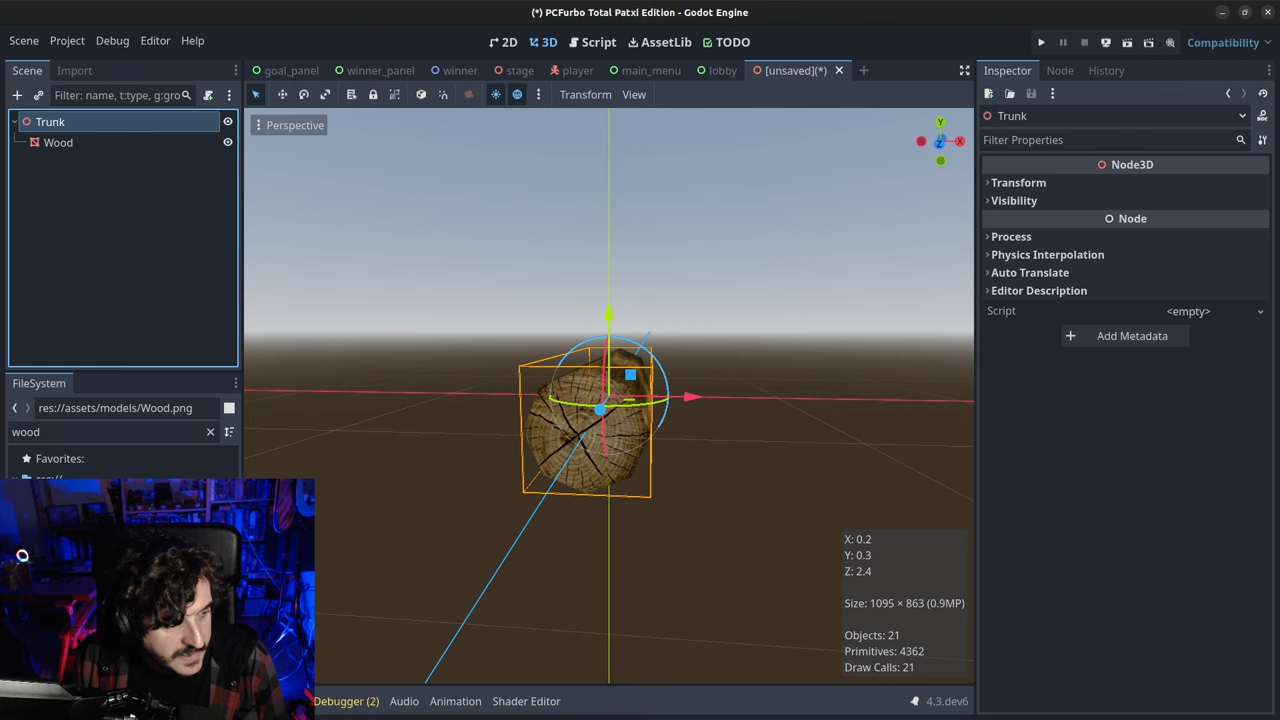 (*) PCFurbo Total Patxi Edition - Godot Engine
Scene Project Debug Editor Help
2D 3D Script AssetLib TODO
Compatibility
Scene Import
goal_panel winner_panel winner stage player main_menu lobby [unsaved](*)
Inspector Node History
Filter: name, t:type, g:gro
Transform View
Trunk
Wood
Perspective
Y
X
Z
Trunk
Filter Properties
Node3D
Transform
Visibility
Node
Process
Physics Interpolation
Auto Translate
Editor Description
Script <empty>
Add Metadata
FileSystem
res://assets/models/Wood.png
wood
Favorites:
X: 0.2
Y: 0.3
Z: 2.4
Size: 1095 × 863 (0.9MP)
Objects: 21
Primitives: 4362
Draw Calls: 21
Debugger (2) Audio Animation Shader Editor
4.3.dev6